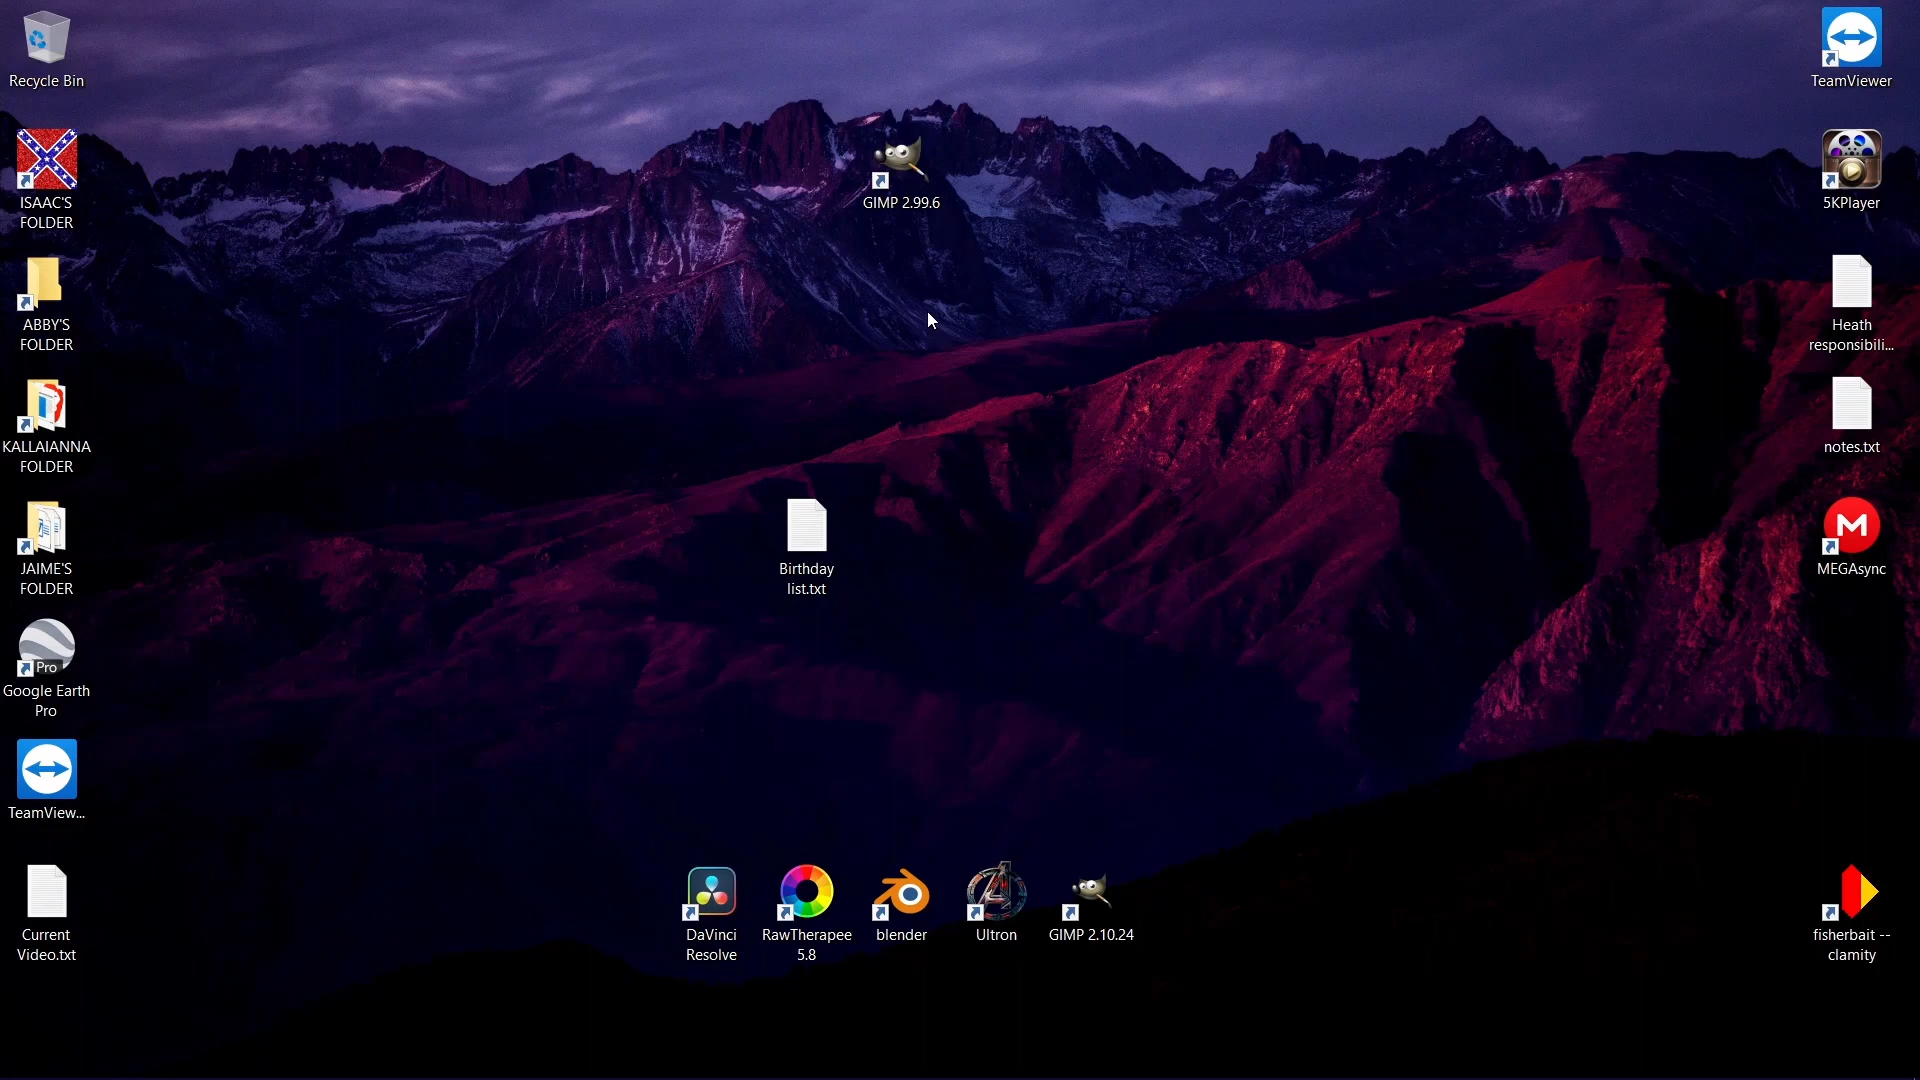 Recycle Bin
ISAAC'S
FOLDER
ABBY'S
FOLDER
KALLAIANNA
FOLDER
JAIME'S
FOLDER
Pro
Google Earth
Pro
TeamView...
Current
Video.txt
GIMP 2.99.6
Birthday
list.txt
DaVinci
Resolve
RawTherapee
5.8
blender
Ultron
GIMP 2.10.24
TeamViewer
5KPlayer
Heath
responsibili...
notes.txt
M
MEGAsync
fisherbait --
clamity